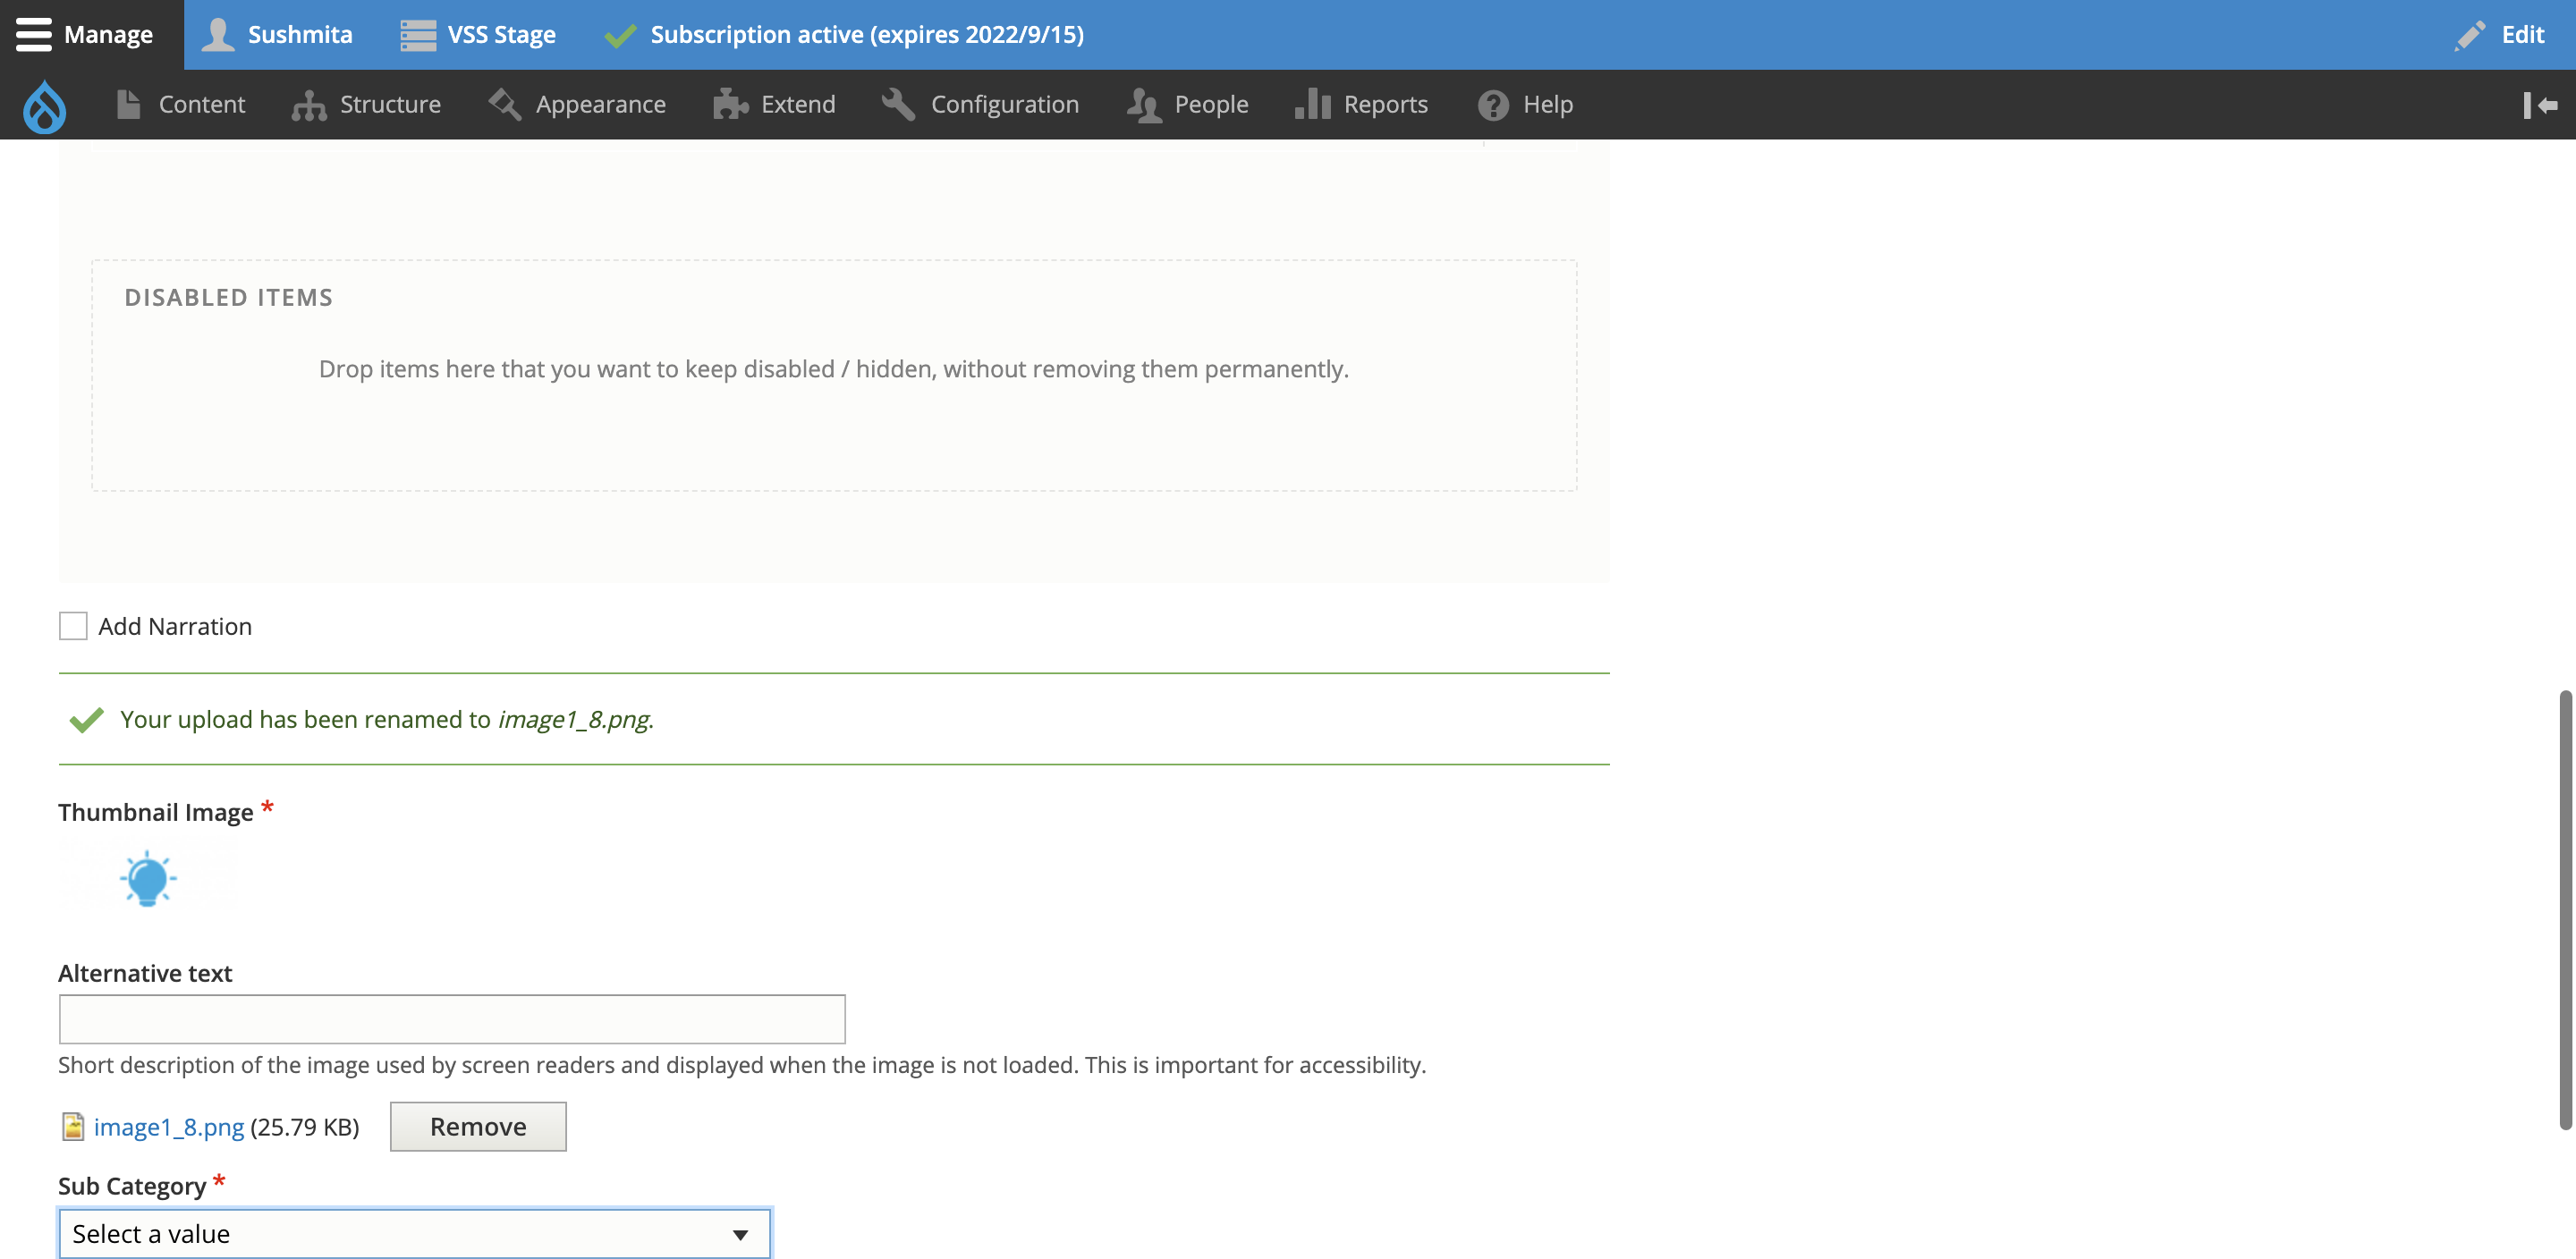 Manage Sushmita VSS Stage Subscription active (expires 2022/9/15) Edit
Content Structure Appearance Extend Configuration People Reports Help
DISABLED ITEMS
Drop items here that you want to keep disabled / hidden, without removing them permanently.
Add Narration
Your upload has been renamed to image1_8.png.
Thumbnail Image *
Alternative text
Short description of the image used by screen readers and displayed when the image is not loaded. This is important for accessibility.
image1_8.png (25.79 KB) Remove
Sub Category *
Select a value